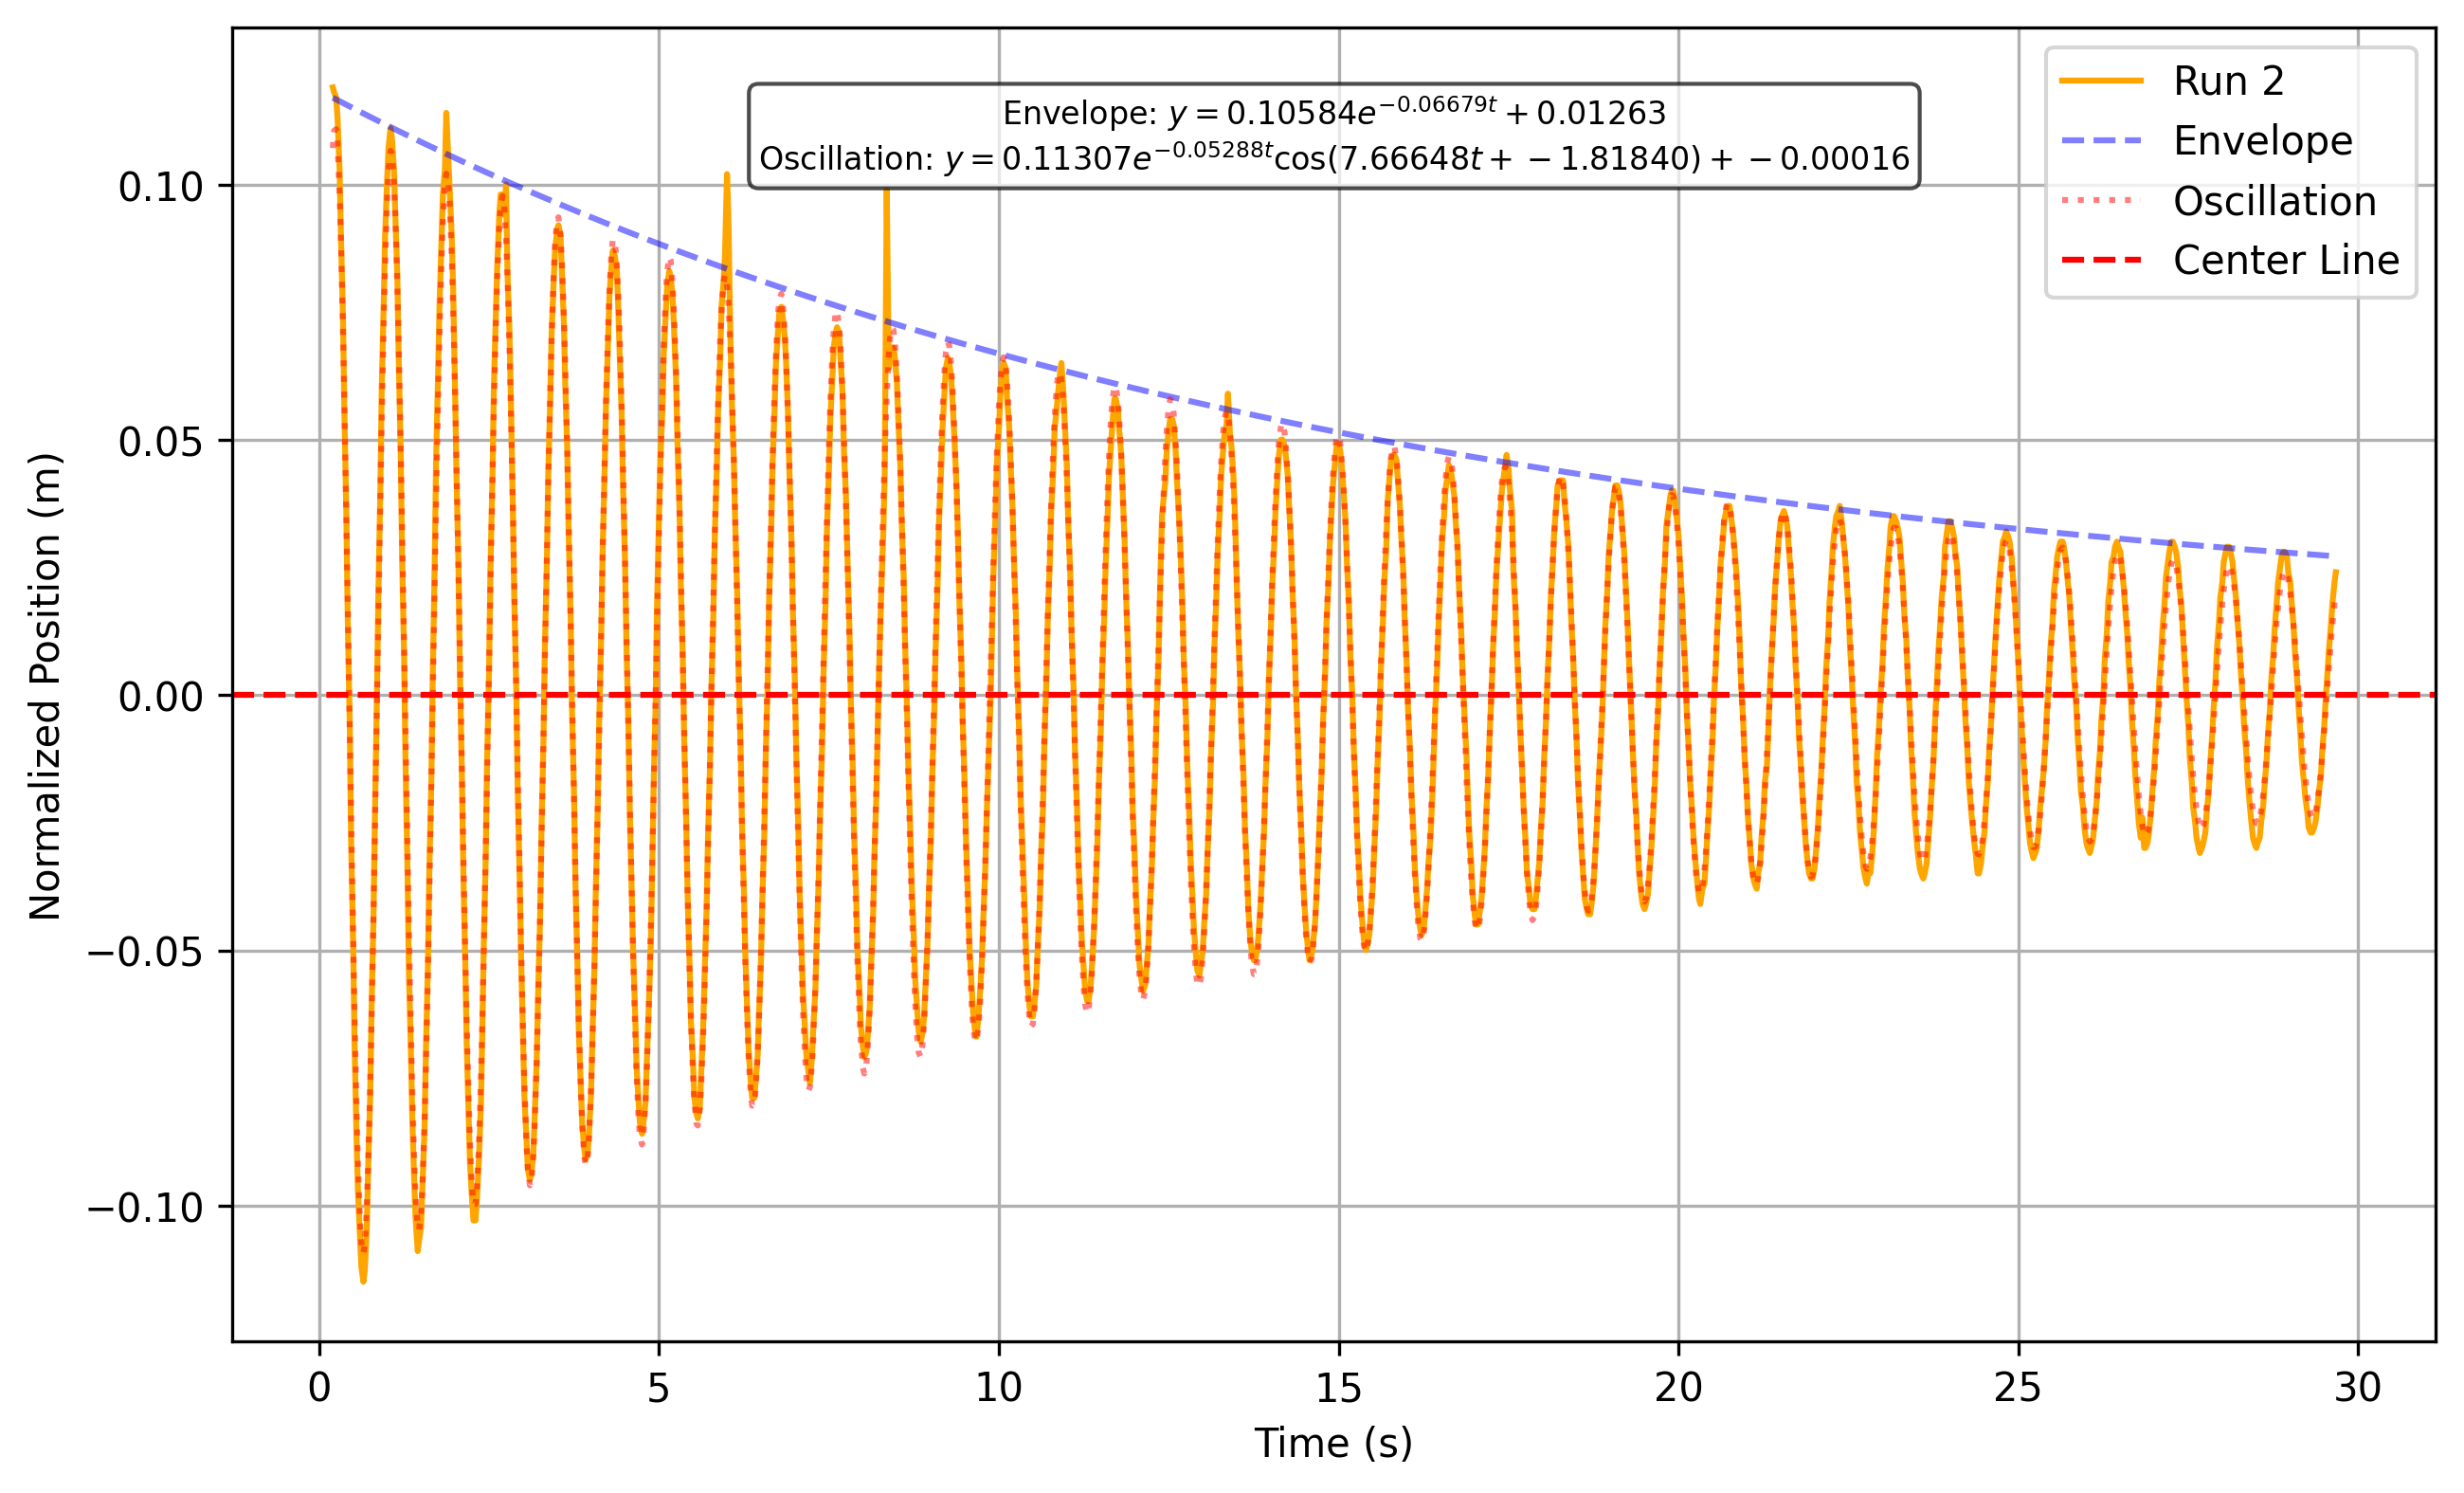 Envelope: y = 0.10584e^{−0.06679t} + 0.01263
Oscillation: y = 0.11307e^{−0.05288t}cos(7.66648t + −1.81840) + −0.00016
Run 2
Envelope
Oscillation
Center Line
Normalized Position (m)
0.10
0.05
0.00
−0.05
−0.10
0 5 10 15 20 25 30
Time (s)